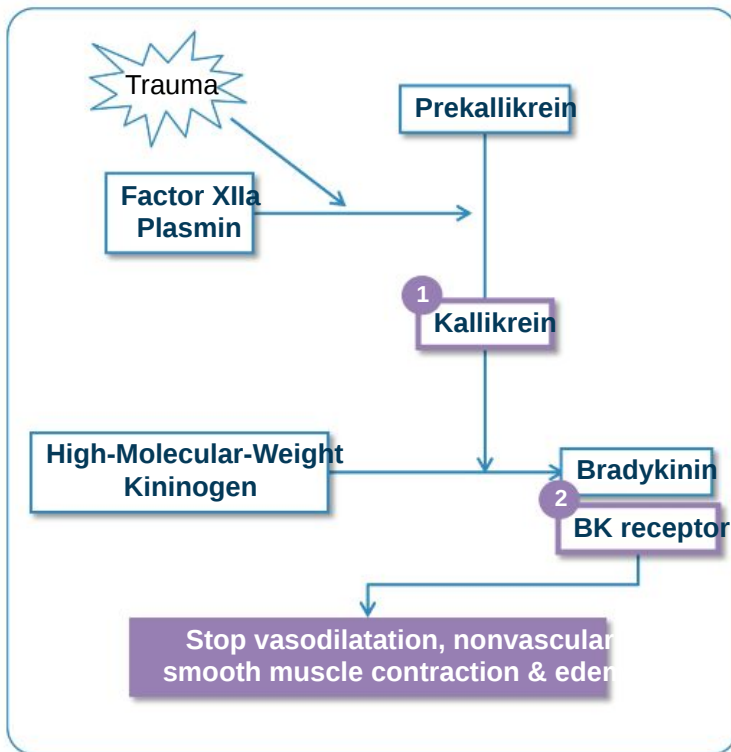 Trauma
Prekallikrein
Factor XIIa
Plasmin
1
Kallikrein
High-Molecular-Weight
Kininogen
Bradykinin
2
BK receptor
Stop vasodilatation, nonvascular
smooth muscle contraction &